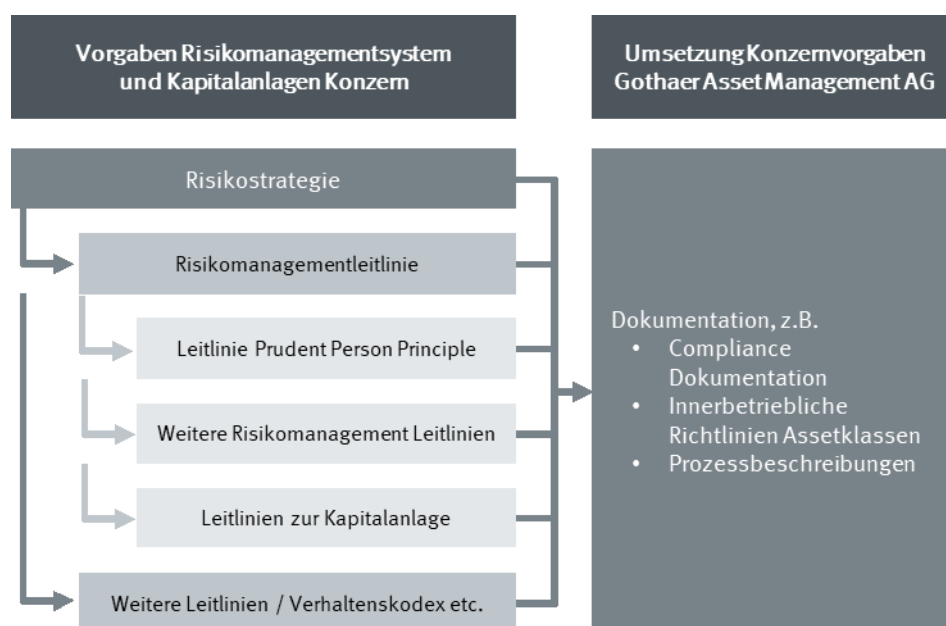 Vorgaben Risikomanagementsystem
und Kapitalanlagen Konzern
Umsetzung Konzernvorgaben
Gothaer Asset Management AG
Risikostrategie
Risikomanagementleitlinie
Leitlinie Prudent Person Principle
Weitere Risikomanagement Leitlinien
Leitlinien zur Kapitalanlage
Weitere Leitlinien / Verhaltenskodex etc.
Dokumentation, z.B.
• Compliance
Dokumentation
• Innerbetriebliche
Richtlinien Assetklassen
• Prozessbeschreibungen